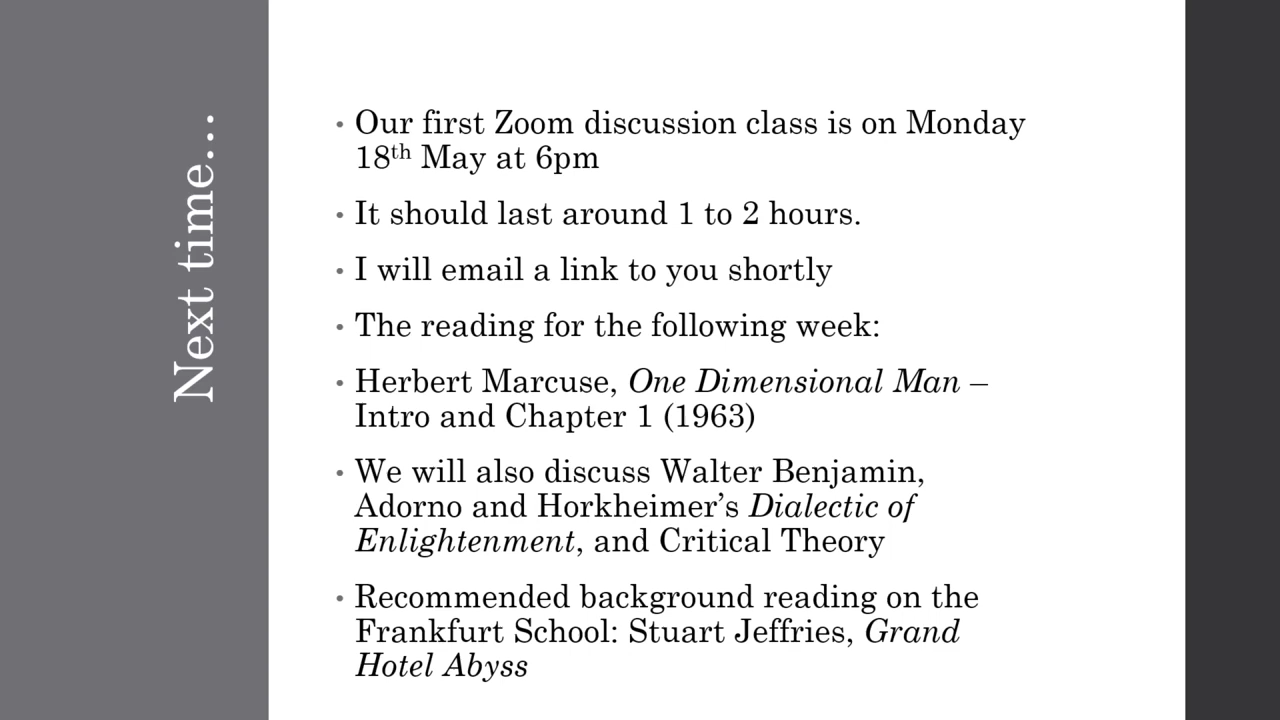 Next time…
• Our first Zoom discussion class is on Monday
18th May at 6pm
• It should last around 1 to 2 hours.
• I will email a link to you shortly
• The reading for the following week:
• Herbert Marcuse, One Dimensional Man –
Intro and Chapter 1 (1963)
• We will also discuss Walter Benjamin,
Adorno and Horkheimer’s Dialectic of
Enlightenment, and Critical Theory
• Recommended background reading on the
Frankfurt School: Stuart Jeffries, Grand
Hotel Abyss